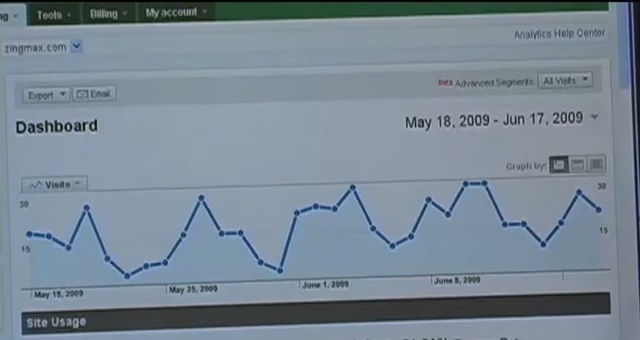 Tools Billing My account
zingmax.com
Analytics Help Center
Export Email
Beta Advanced Segments: All Visits
Dashboard
May 18, 2009 - Jun 17, 2009
Graph by:
Visits
30 30
15 15
May 18, 2009 May 25, 2009 June 1, 2009 June 8, 2009
Site Usage